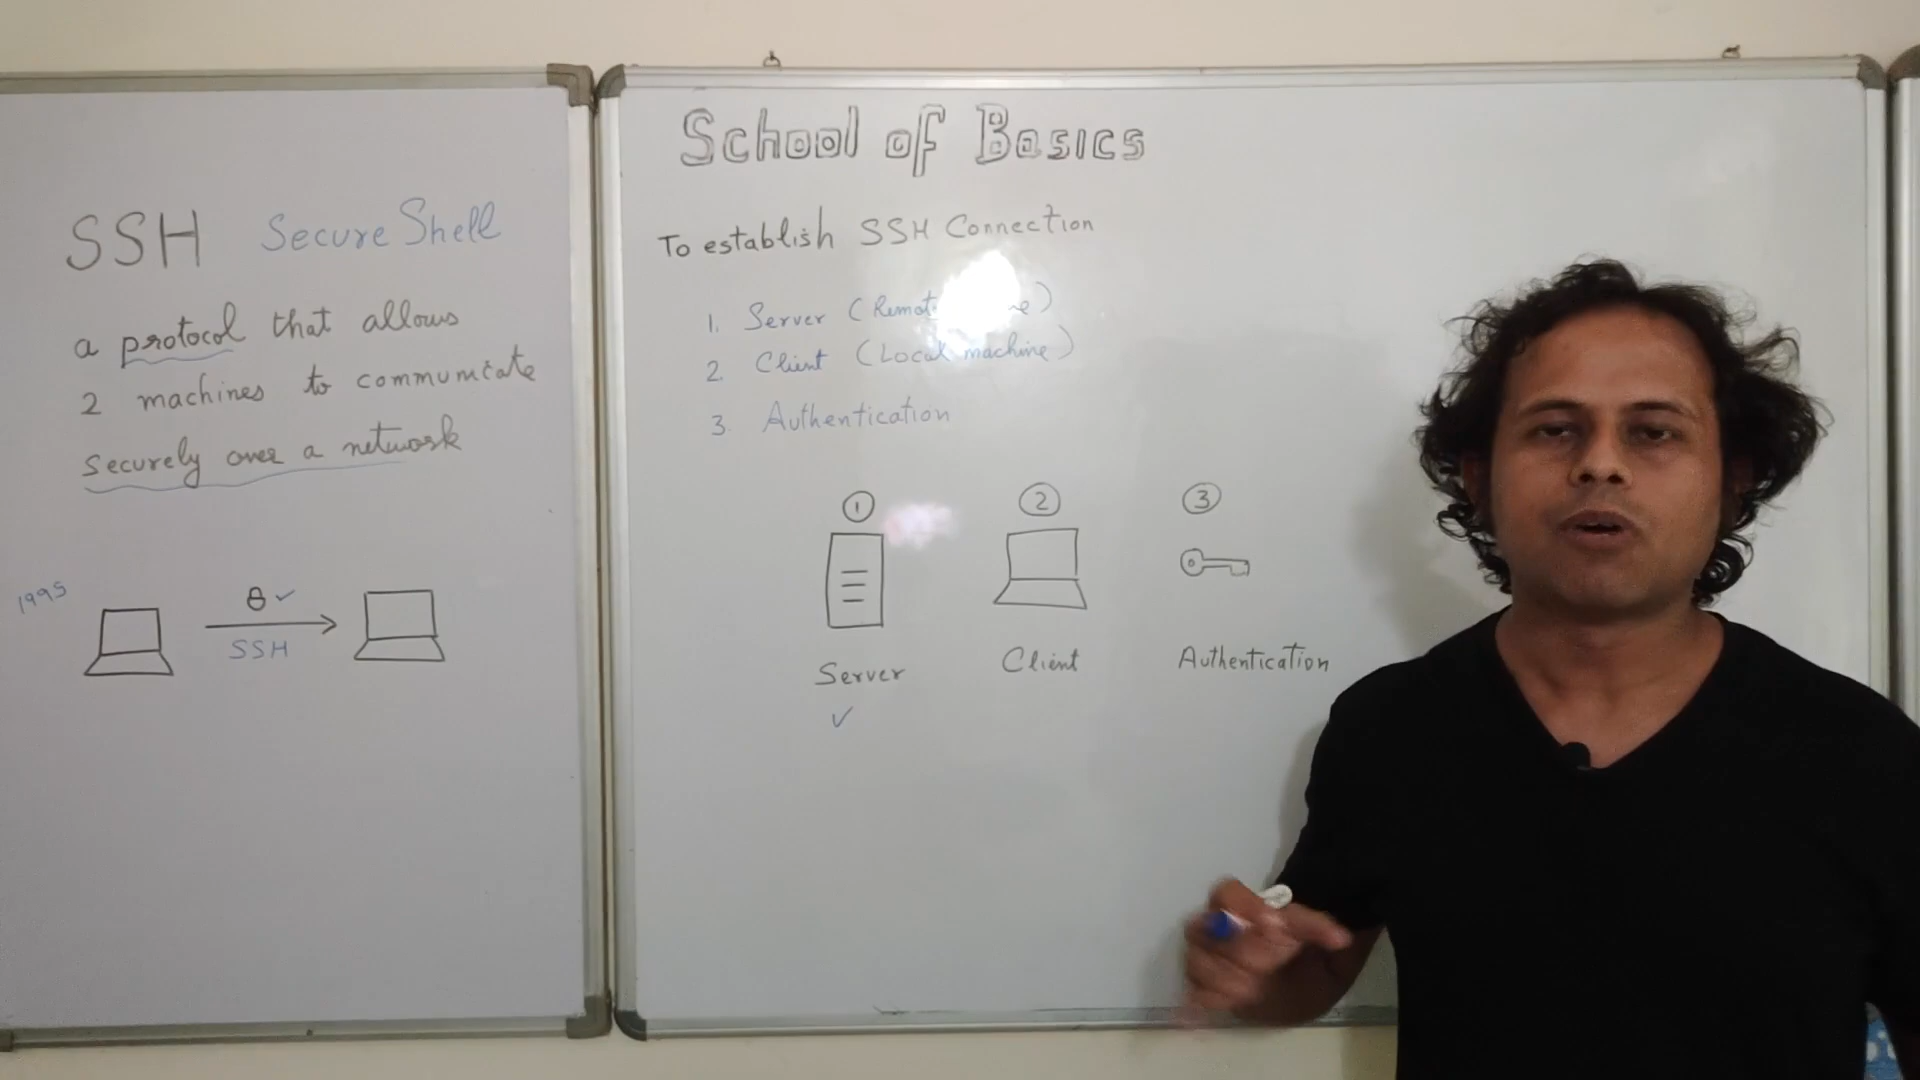 SSH Secure Shell
a protocol that allows
2 machines to communicate
securely over a network
1995
SSH
School of Basics
To establish SSH Connection
1. Server (
2. Client (Local machine)
3. Authentication
1 2 3
Server Client Authentication